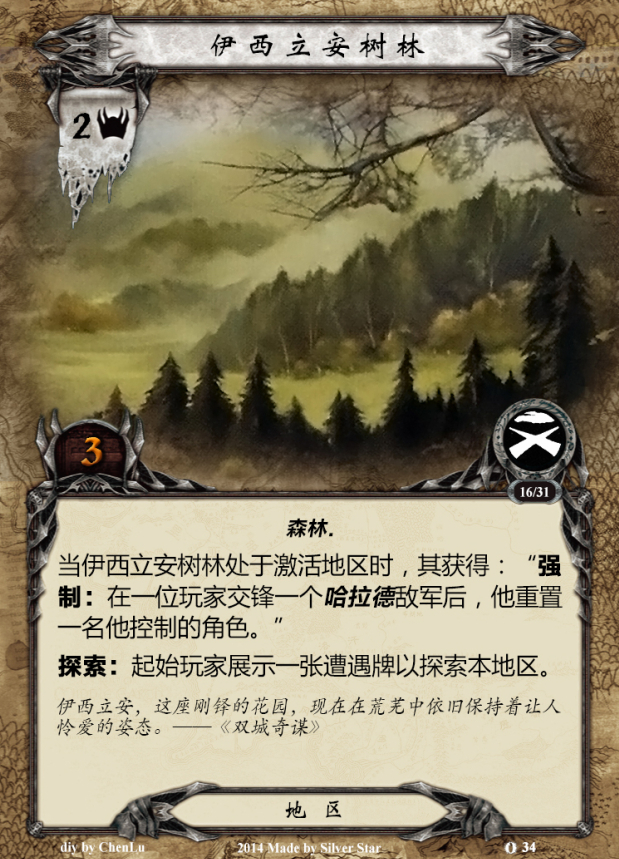 伊西立安树林
2
3
16/31
森林.
当伊西立安树林处于激活地区时，其获得：“强
制：在一位玩家交锋一个哈拉德敌军后，他重置
一名他控制的角色。”
探索：起始玩家展示一张遭遇牌以探索本地区。
伊西立安，这座刚铎的花园，现在在荒芜中依旧保持着让人
怜爱的姿态。——《双城奇谋》
地区
diy by ChenLu 2014 Made by Silver Star 34